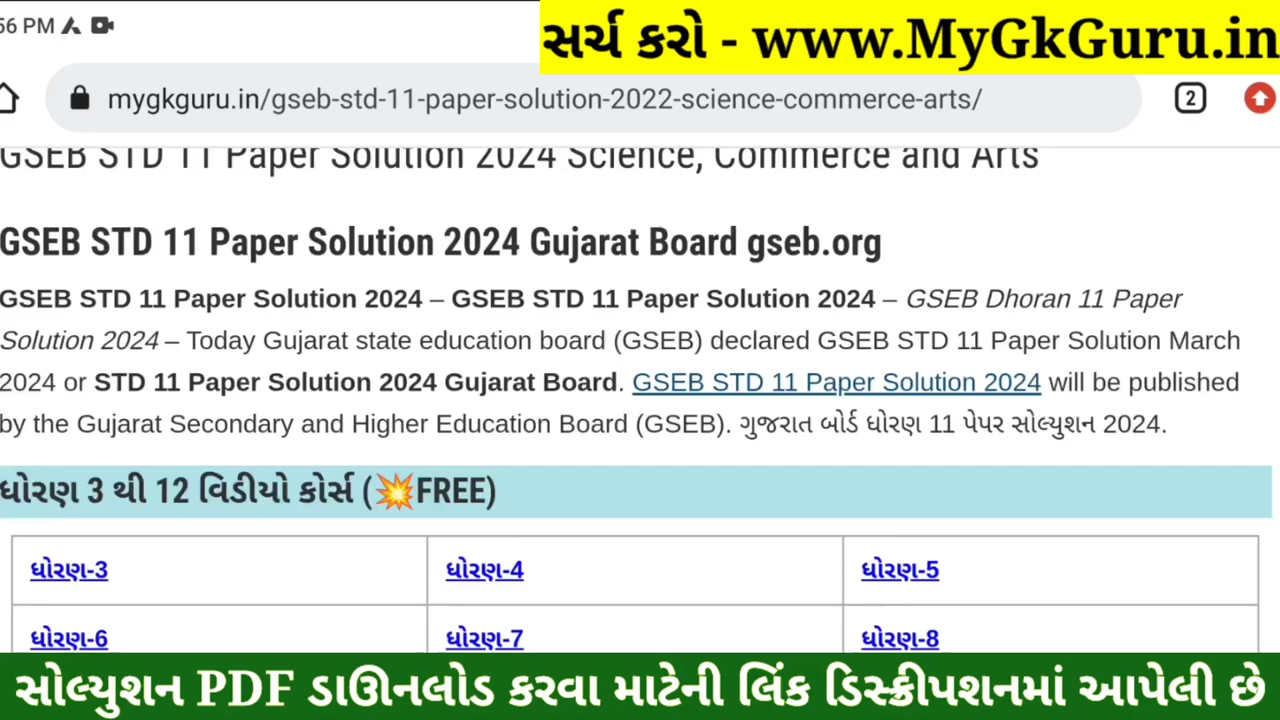 56 PM
સર્ચ કરો - www.MyGkGuru.in
mygkguru.in/gseb-std-11-paper-solution-2022-science-commerce-arts/
2
GSEB STD 11 Paper Solution 2024 Science, Commerce and Arts
GSEB STD 11 Paper Solution 2024 Gujarat Board gseb.org
GSEB STD 11 Paper Solution 2024 – GSEB STD 11 Paper Solution 2024 – GSEB Dhoran 11 Paper
Solution 2024 – Today Gujarat state education board (GSEB) declared GSEB STD 11 Paper Solution March
2024 or STD 11 Paper Solution 2024 Gujarat Board. GSEB STD 11 Paper Solution 2024 will be published
by the Gujarat Secondary and Higher Education Board (GSEB). ગુજરાત બોર્ડ ધોરણ 11 પેપર સોલ્યુશન 2024.
ધોરણ 3 થી 12 વિડીયો કોર્સ (💥FREE)
ધોરણ-3 ધોરણ-4 ધોરણ-5
ધોરણ-6 ધોરણ-7 ધોરણ-8
સોલ્યુશન PDF ડાઊનલોડ કરવા માટેની લિંક ડિસ્ક્રીપશનમાં આપેલી છે